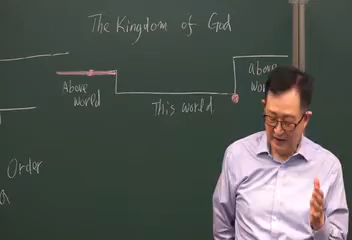 The Kingdom of God
Above
World
This world
above
Order
a